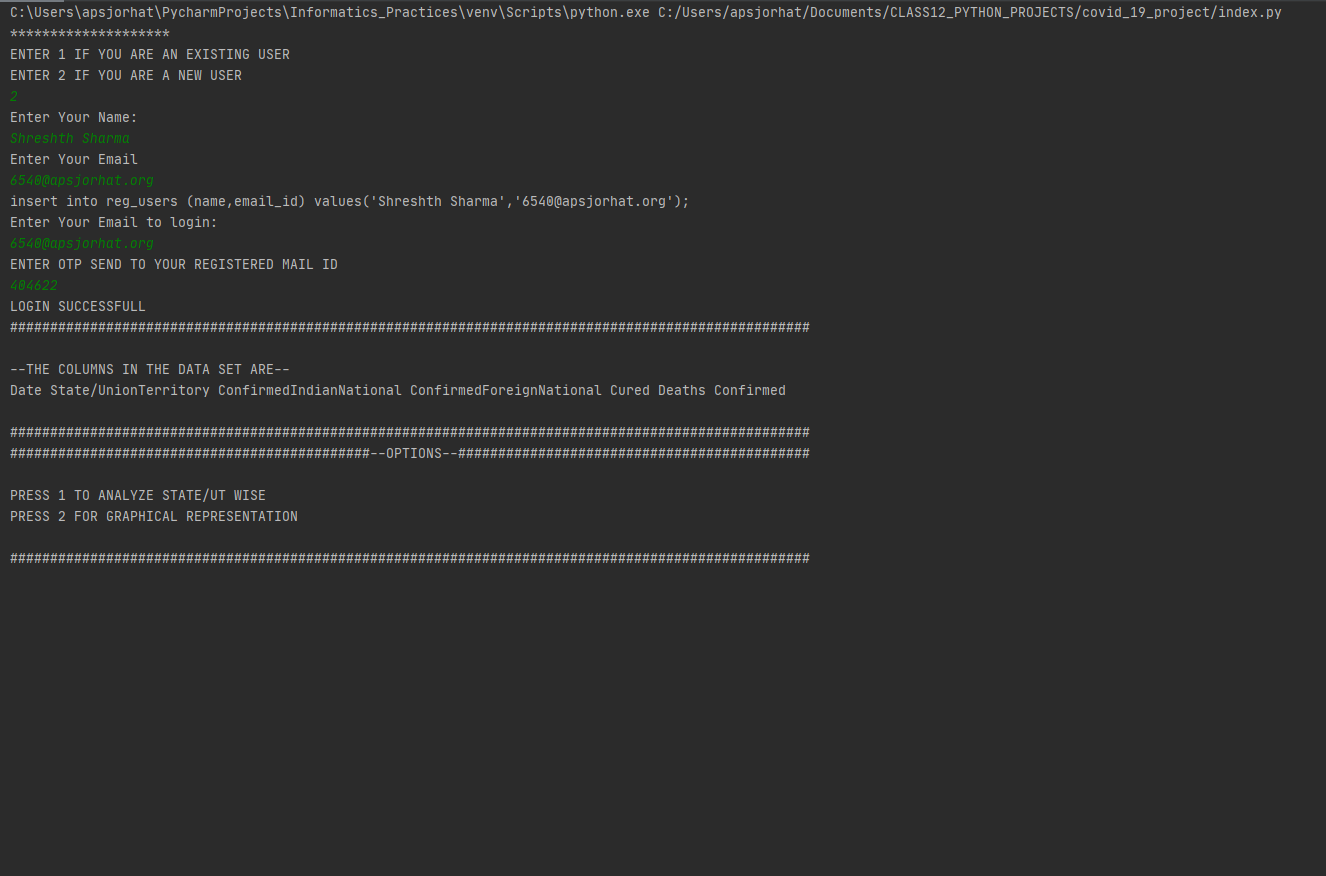 C:\Users\apsjorhat\PycharmProjects\Informatics_Practices\venv\Scripts\python.exe C:/Users/apsjorhat/Documents/CLASS12_PYTHON_PROJECTS/covid_19_project/index.py
********************
ENTER 1 IF YOU ARE AN EXISTING USER
ENTER 2 IF YOU ARE A NEW USER
2
Enter Your Name:
Shreshth Sharma
Enter Your Email
6540@apsjorhat.org
insert into reg_users (name,email_id) values('Shreshth Sharma','6540@apsjorhat.org');
Enter Your Email to login:
6540@apsjorhat.org
ENTER OTP SEND TO YOUR REGISTERED MAIL ID
404622
LOGIN SUCCESSFULL
####################################################################################################
--THE COLUMNS IN THE DATA SET ARE--
Date State/UnionTerritory ConfirmedIndianNational ConfirmedForeignNational Cured Deaths Confirmed
####################################################################################################
#############################################--OPTIONS--############################################
PRESS 1 TO ANALYZE STATE/UT WISE
PRESS 2 FOR GRAPHICAL REPRESENTATION
####################################################################################################